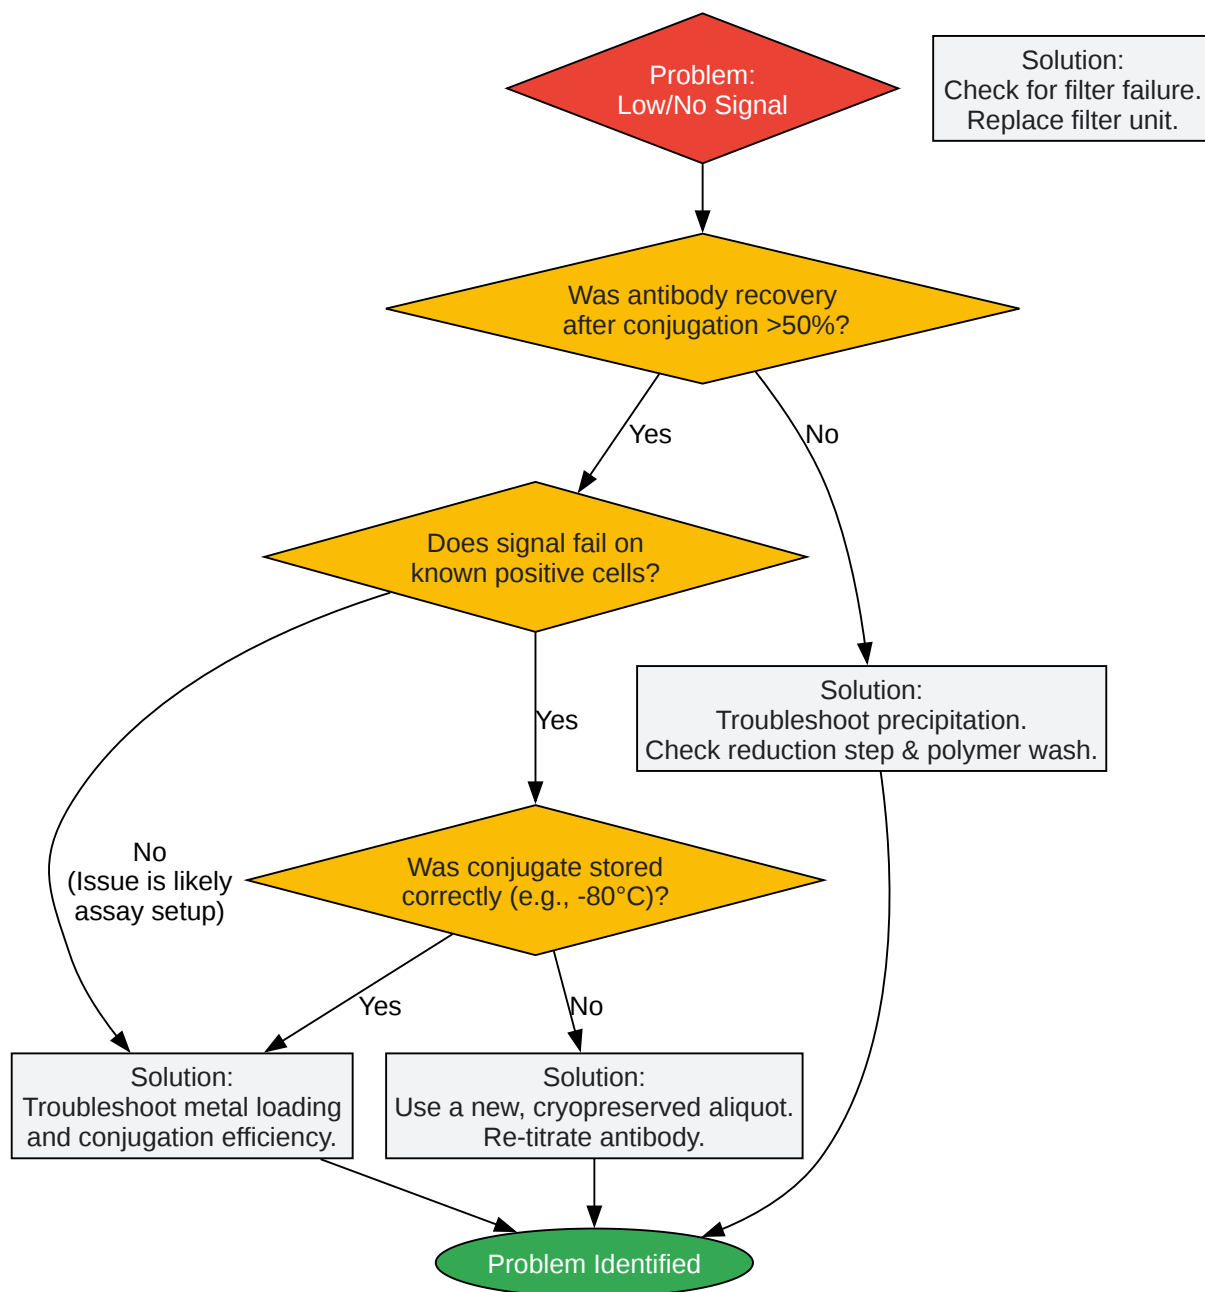 Problem:
Low/No Signal
Solution:
Check for filter failure.
Replace filter unit.
Was antibody recovery
after conjugation >50%?
Yes
No
Does signal fail on
known positive cells?
Solution:
Troubleshoot precipitation.
Check reduction step & polymer wash.
Yes
No
(Issue is likely
assay setup)
Was conjugate stored
correctly (e.g., -80°C)?
Yes
No
Solution:
Troubleshoot metal loading
and conjugation efficiency.
Solution:
Use a new, cryopreserved aliquot.
Re-titrate antibody.
Problem Identified